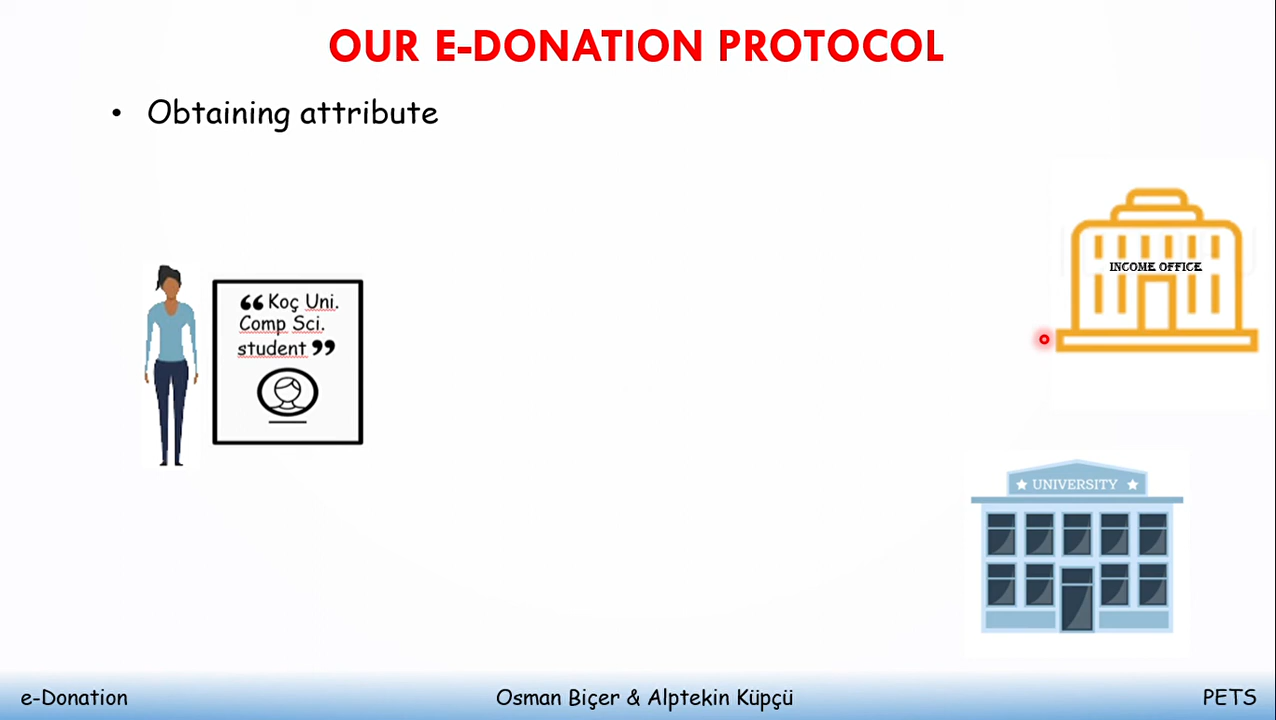 OUR E-DONATION PROTOCOL
• Obtaining attribute
INCOME OFFICE
❝ Koç Uni.
Comp Sci.
student ❞
★ UNIVERSITY ★
e-Donation
Osman Biçer & Alptekin Küpçü
PETS